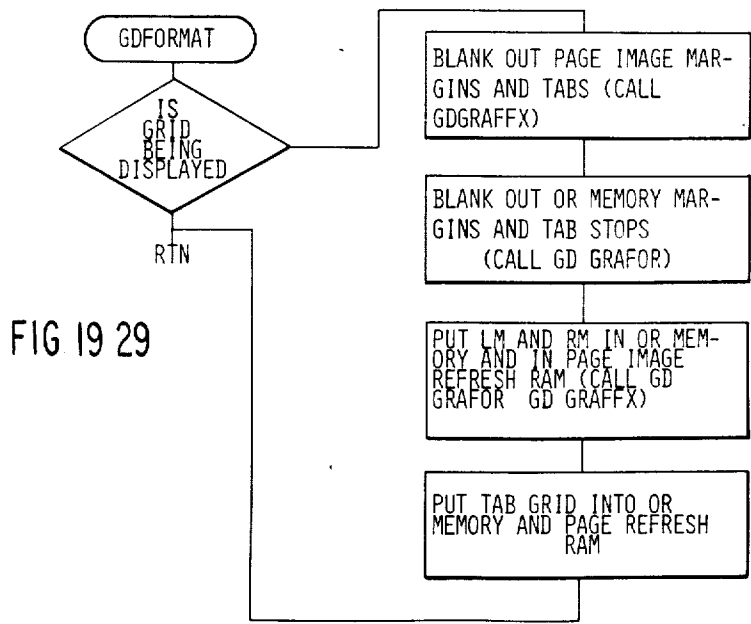 GDFORMAT
IS
GRID
BEING
DISPLAYED
RTN
FIG 19 29
BLANK OUT PAGE IMAGE MAR-
GINS AND TABS (CALL
GDGRAFFX)
BLANK OUT OR MEMORY MAR-
GINS AND TAB STOPS
(CALL GD GRAFOR)
PUT LM AND RM IN OR MEM-
ORY AND IN PAGE IMAGE
REFRESH RAM (CALL GD
GRAFOR GD GRAFFX)
PUT TAB GRID INTO OR
MEMORY AND PAGE REFRESH
RAM